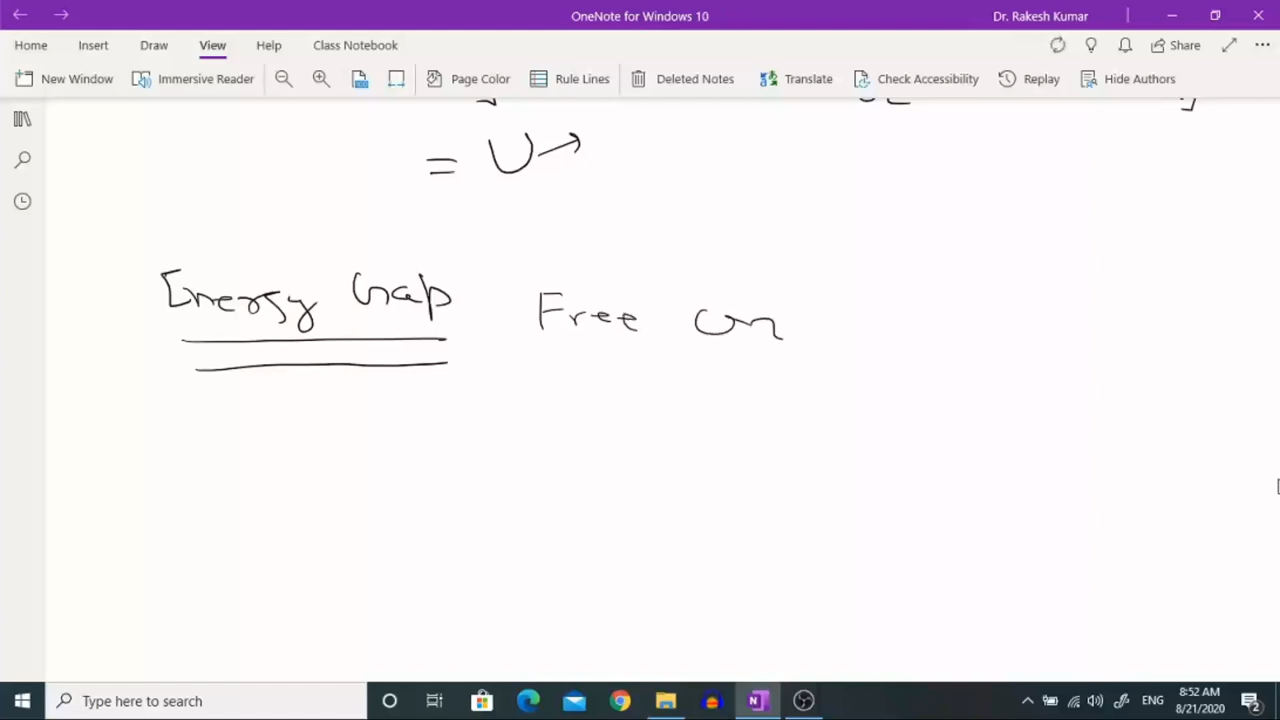 OneNote for Windows 10
Dr. Rakesh Kumar
Home Insert Draw View Help Class Notebook Share
New Window Immersive Reader Page Color Rule Lines Deleted Notes Translate Check Accessibility Replay Hide Authors
= U →
Energy Gap Free
Type here to search
ENG
8:52 AM
8/21/2020
2